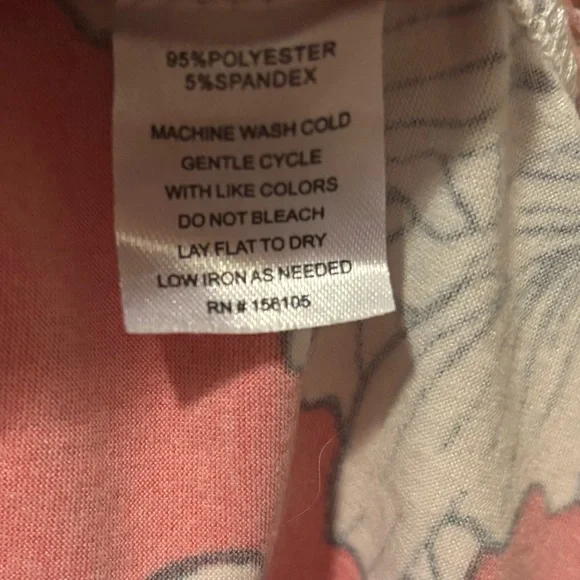 95%POLYESTER
5%SPANDEX
MACHINE WASH COLD
GENTLE CYCLE
WITH LIKE COLORS
DO NOT BLEACH
LAY FLAT TO DRY
LOW IRON AS NEEDED
RN # 156105